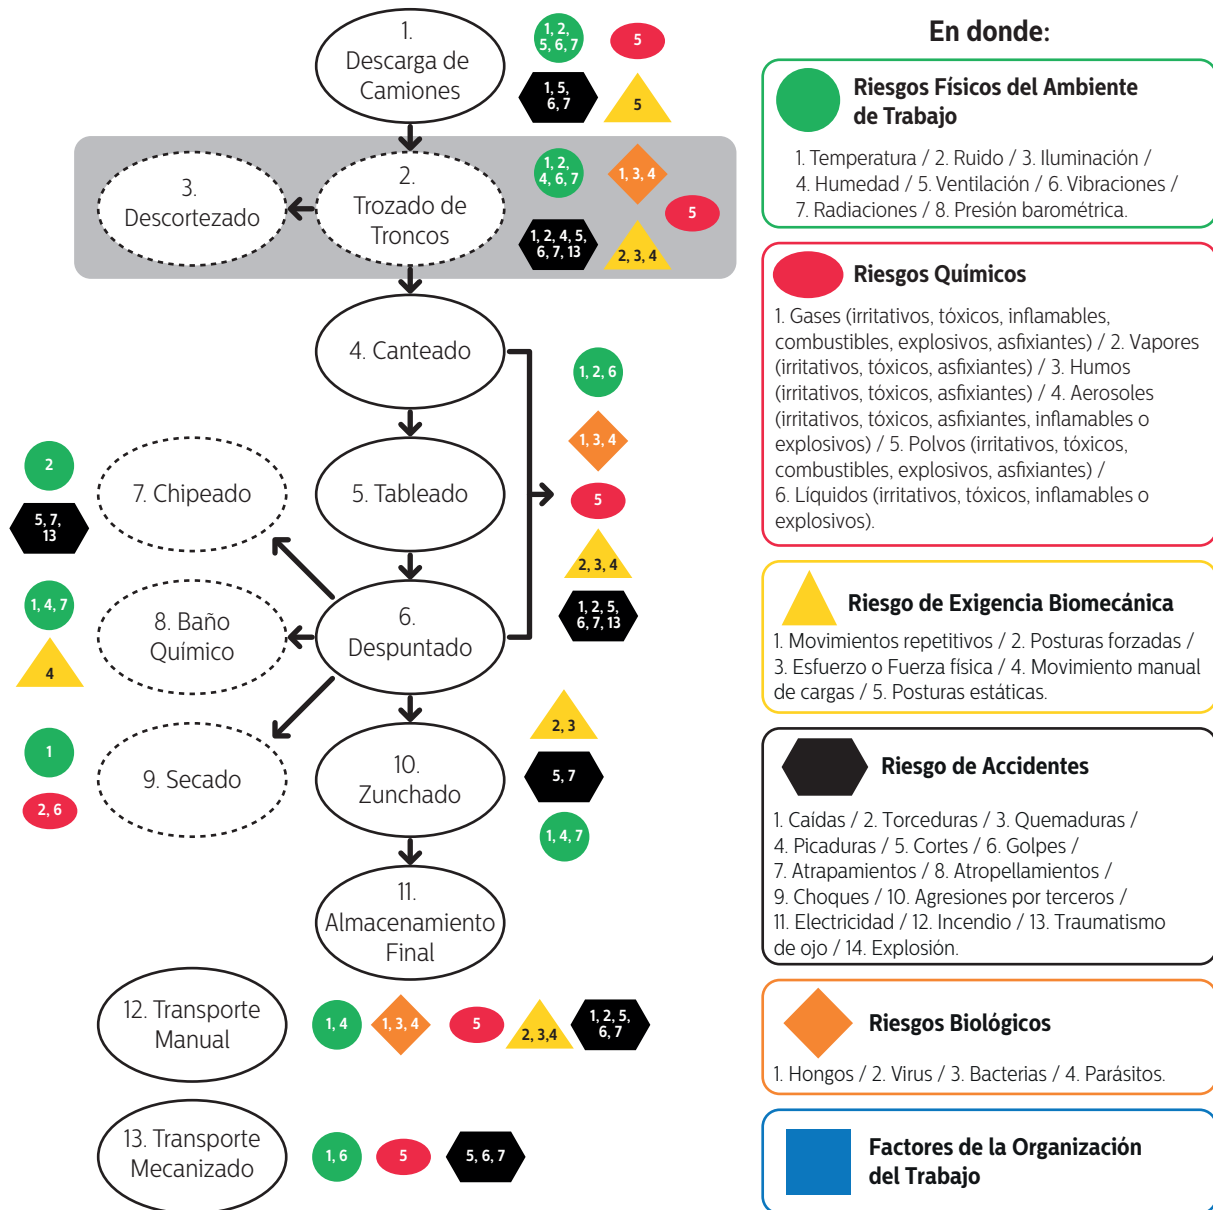 1.
Descarga de
Camiones
1, 2,
5, 6, 7
5
1, 5,
6, 7
5
3.
Descortezado
2.
Trozado de
Troncos
1, 2,
4, 6, 7
1, 3, 4
5
1, 2, 4, 5,
6, 7, 13
2, 3, 4
4. Canteado
1, 2, 6
1, 3, 4
5
2, 3, 4
1, 2, 5,
6, 7, 13
5. Tableado
2
5, 7,
13
7. Chipeado
6.
Despuntado
1, 4, 7
4
8. Baño
Químico
1
2, 6
9. Secado
10.
Zunchado
2, 3
5, 7
1, 4, 7
11.
Almacenamiento
Final
12. Transporte
Manual
1, 4
1, 3, 4
5
2, 3,4
1, 2, 5,
6, 7
13. Transporte
Mecanizado
1, 6
5
5, 6, 7
En donde:
Riesgos Físicos del Ambiente
de Trabajo
1. Temperatura / 2. Ruido / 3. Iluminación /
4. Humedad / 5. Ventilación / 6. Vibraciones /
7. Radiaciones / 8. Presión barométrica.
Riesgos Químicos
1. Gases (irritativos, tóxicos, inflamables,
combustibles, explosivos, asfixiantes) / 2. Vapores
(irritativos, tóxicos, asfixiantes) / 3. Humos
(irritativos, tóxicos, asfixiantes) / 4. Aerosoles
(irritativos, tóxicos, asfixiantes, inflamables o
explosivos) / 5. Polvos (irritativos, tóxicos,
combustibles, explosivos, asfixiantes) /
6. Líquidos (irritativos, tóxicos, inflamables o
explosivos).
Riesgo de Exigencia Biomecánica
1. Movimientos repetitivos / 2. Posturas forzadas /
3. Esfuerzo o Fuerza física / 4. Movimiento manual
de cargas / 5. Posturas estáticas.
Riesgo de Accidentes
1. Caídas / 2. Torceduras / 3. Quemaduras /
4. Picaduras / 5. Cortes / 6. Golpes /
7. Atrapamientos / 8. Atropellamientos /
9. Choques / 10. Agresiones por terceros /
11. Electricidad / 12. Incendio / 13. Traumatismo
de ojo / 14. Explosión.
Riesgos Biológicos
1. Hongos / 2. Virus / 3. Bacterias / 4. Parásitos.
Factores de la Organización
del Trabajo